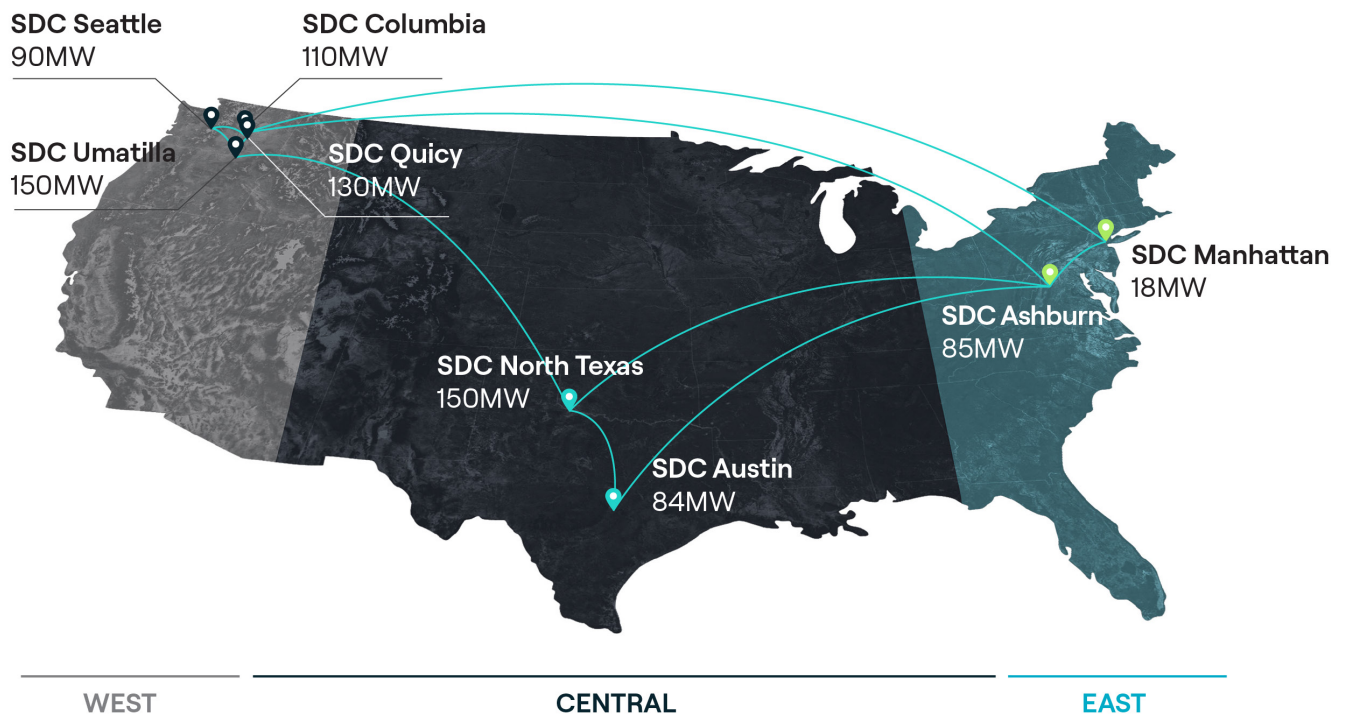 SDC Seattle
90MW
SDC Columbia
110MW
SDC Umatilla
150MW
SDC Quicy
130MW
SDC Manhattan
18MW
SDC Ashburn
85MW
SDC North Texas
150MW
SDC Austin
84MW
WEST
CENTRAL
EAST